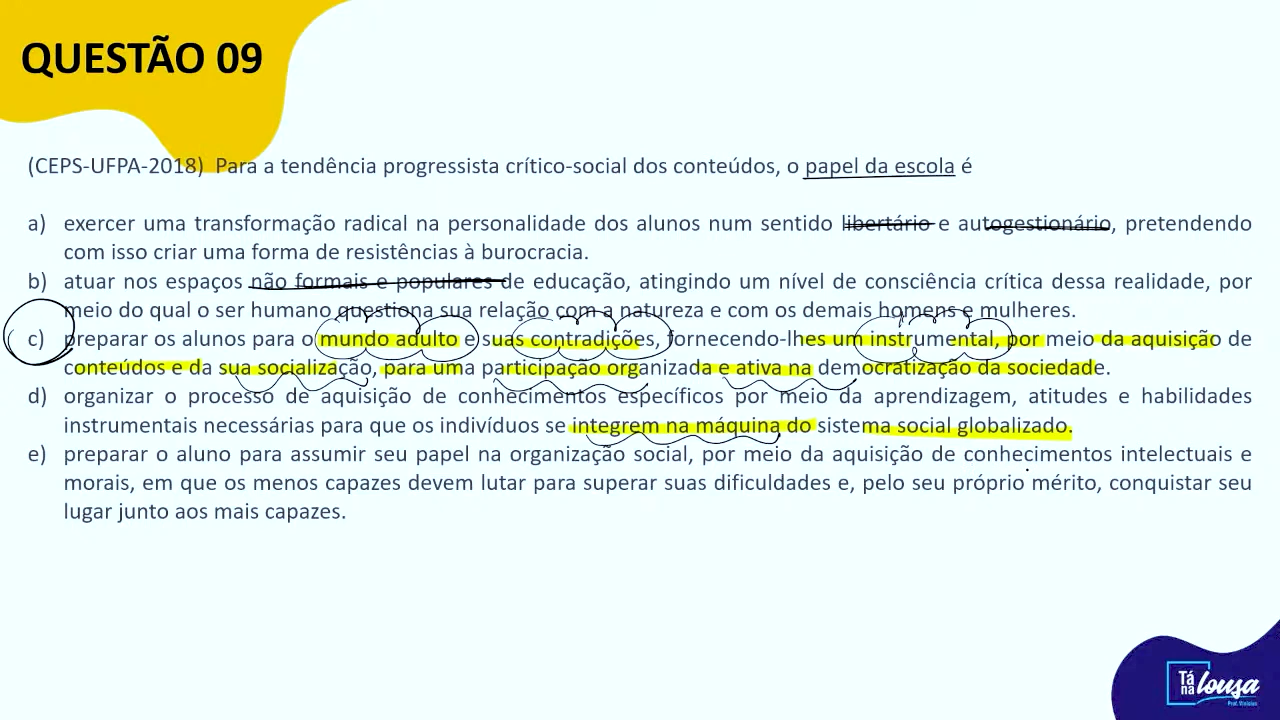 QUESTÃO 09
(CEPS-UFPA-2018) Para a tendência progressista crítico-social dos conteúdos, o papel da escola é
a) exercer uma transformação radical na personalidade dos alunos num sentido libertário e autogestionário, pretendendo
com isso criar uma forma de resistências à burocracia.
b) atuar nos espaços não formais e populares de educação, atingindo um nível de consciência crítica dessa realidade, por
meio do qual o ser humano questiona sua relação com a natureza e com os demais homens e mulheres.
c) preparar os alunos para o mundo adulto e suas contradições, fornecendo-lhes um instrumental, por meio da aquisição de
conteúdos e da sua socialização, para uma participação organizada e ativa na democratização da sociedade.
d) organizar o processo de aquisição de conhecimentos específicos por meio da aprendizagem, atitudes e habilidades
instrumentais necessárias para que os indivíduos se integrem na máquina do sistema social globalizado.
e) preparar o aluno para assumir seu papel na organização social, por meio da aquisição de conhecimentos intelectuais e
morais, em que os menos capazes devem lutar para superar suas dificuldades e, pelo seu próprio mérito, conquistar seu
lugar junto aos mais capazes.
Tá
na lousa
Prof. Vinicius